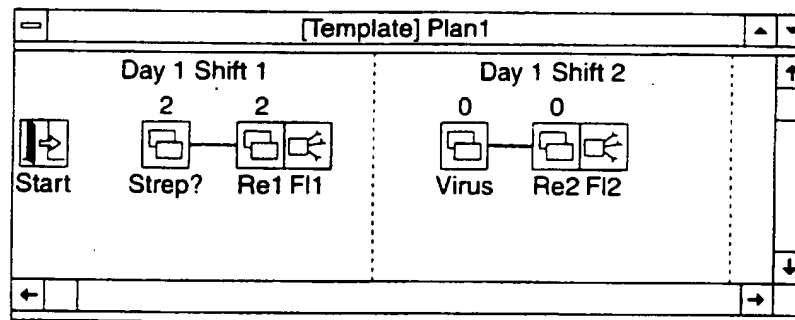 [Template] Plan1
Day 1 Shift 1 Day 1 Shift 2
2 2 0 0
Start Strep? Re1 Fl1 Virus Re2 Fl2